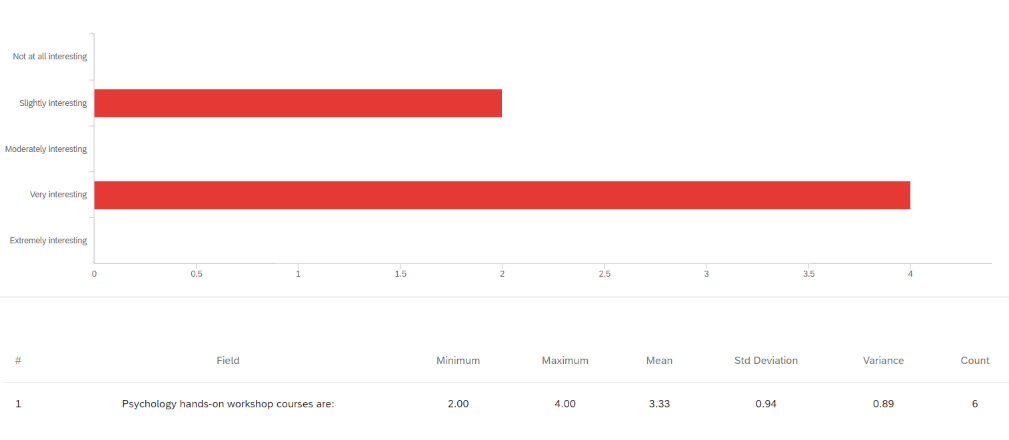 Not at all interesting
Slightly interesting
Moderately interesting
Very interesting
Extremely interesting
0 0.5 1 1.5 2 2.5 3 3.5 4
# Field Minimum Maximum Mean Std Deviation Variance Count
1 Psychology hands-on workshop courses are: 2.00 4.00 3.33 0.94 0.89 6